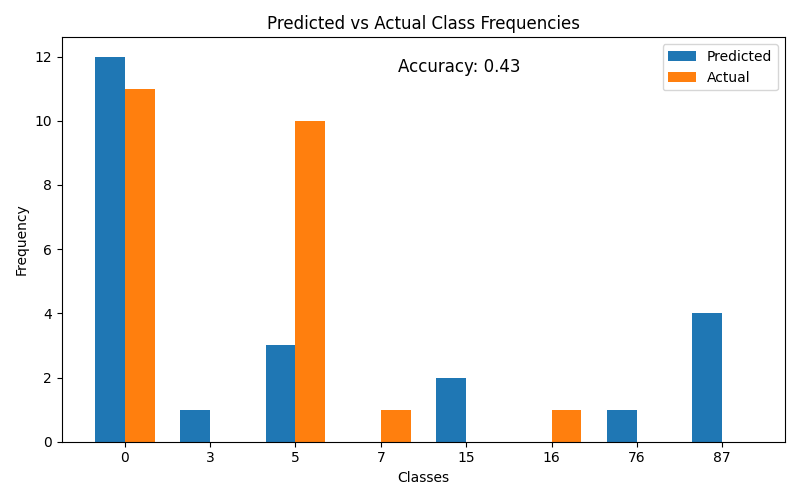 Predicted vs Actual Class Frequencies
Accuracy: 0.43
Predicted
Actual
Frequency
12
10
8
6
4
2
0
0 3 5 7 15 16 76 87
Classes